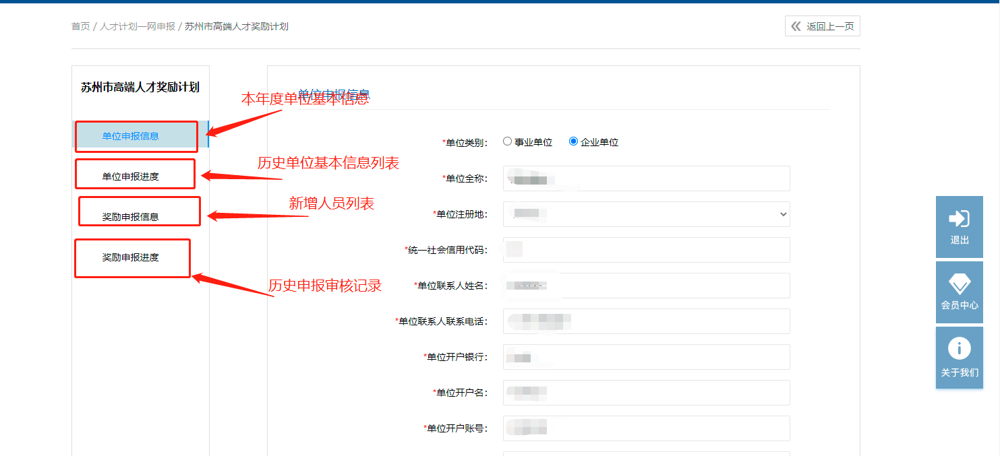 首页 / 人才计划一网申报 / 苏州市高端人才奖励计划
返回上一页
苏州市高端人才奖励计划
本年度单位基本信息
单位申报信息
单位申报信息
历史单位基本信息列表
单位申报进度
新增人员列表
奖励申报信息
奖励申报进度
历史申报审核记录
*单位类别：
事业单位
企业单位
*单位全称：
*单位注册地：
*统一社会信用代码：
*单位联系人姓名：
*单位联系人联系电话：
*单位开户银行：
*单位开户名：
*单位开户账号：
退出
会员中心
关于我们